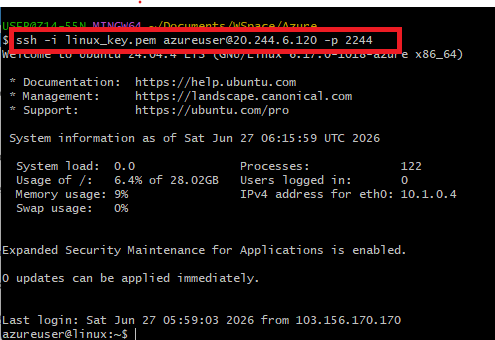 USER@Z14-55N MINGW64 ~/Documents/WSpace/Azure
$ ssh -i linux_key.pem azureuser@20.244.6.120 -p 2244
Welcome to Ubuntu 24.04.4 LTS (GNU/Linux 6.17.0-1018-azure x86_64)
* Documentation: https://help.ubuntu.com
* Management: https://landscape.canonical.com
* Support: https://ubuntu.com/pro
System information as of Sat Jun 27 06:15:59 UTC 2026
System load: 0.0 Processes: 122
Usage of /: 6.4% of 28.02GB Users logged in: 0
Memory usage: 9% IPv4 address for eth0: 10.1.0.4
Swap usage: 0%
Expanded Security Maintenance for Applications is enabled.
0 updates can be applied immediately.
Last login: Sat Jun 27 05:59:03 2026 from 103.156.170.170
azureuser@linux:~$